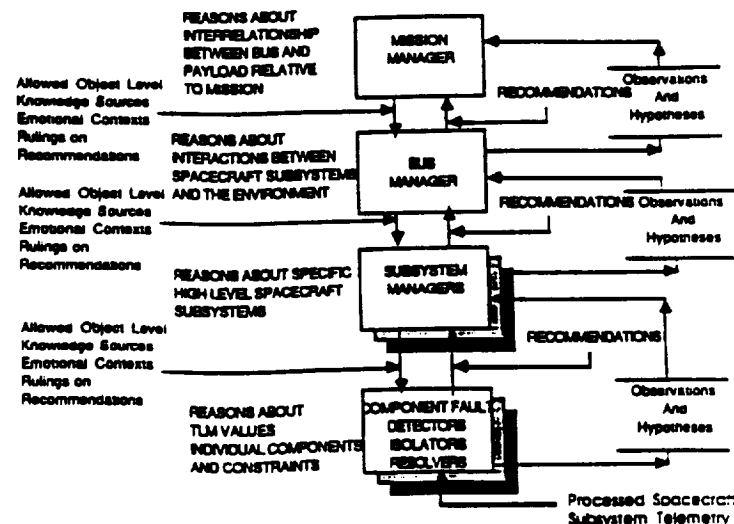 REASONS ABOUT
INTERRELATIONSHIP
BETWEEN BUS AND
PAYLOAD RELATIVE
TO MISSION
MISSION
MANAGER
Allowed Object Level
Knowledge Sources
Emotional Contexts
Rulings on
Recommendations
RECOMMENDATIONS
Observations
And
Hypotheses
REASONS ABOUT
INTERACTIONS BETWEEN
SPACECRAFT SUBSYSTEMS
AND THE ENVIRONMENT
BUS
MANAGER
Allowed Object Level
Knowledge Sources
Emotional Contexts
Rulings on
Recommendations
RECOMMENDATIONS
Observations
And
Hypotheses
REASONS ABOUT SPECIFIC
HIGH LEVEL SPACECRAFT
SUBSYSTEMS
SUBSYSTEM
MANAGERS
Allowed Object Level
Knowledge Sources
Emotional Contexts
Rulings on
Recommendations
RECOMMENDATIONS
Observations
And
Hypotheses
REASONS ABOUT
TLM VALUES
INDIVIDUAL COMPONENTS
AND CONSTRAINTS
COMPONENT FAULT
DETECTORS
ISOLATORS
RESOLVERS
Processed Spacecraft
Subsystem Telemetry